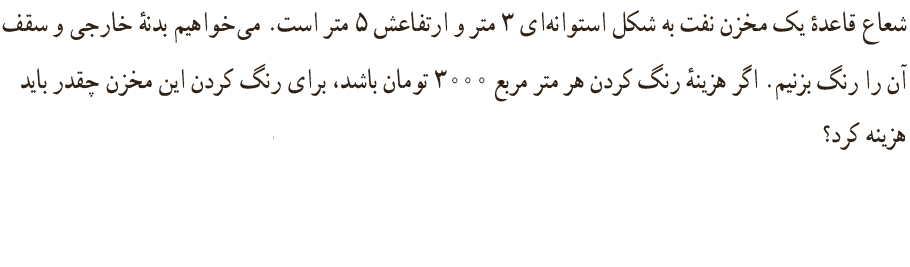 شعاع قاعدهٔ یک مخزن نفت به شکل استوانه‌ای ۳ متر و ارتفاعش ۵ متر است. می‌خواهیم بدنهٔ خارجی و سقف
آن را رنگ بزنیم. اگر هزینهٔ رنگ کردن هر متر مربع ۳۰۰۰ تومان باشد، برای رنگ کردن این مخزن چقدر باید
هزینه کرد؟